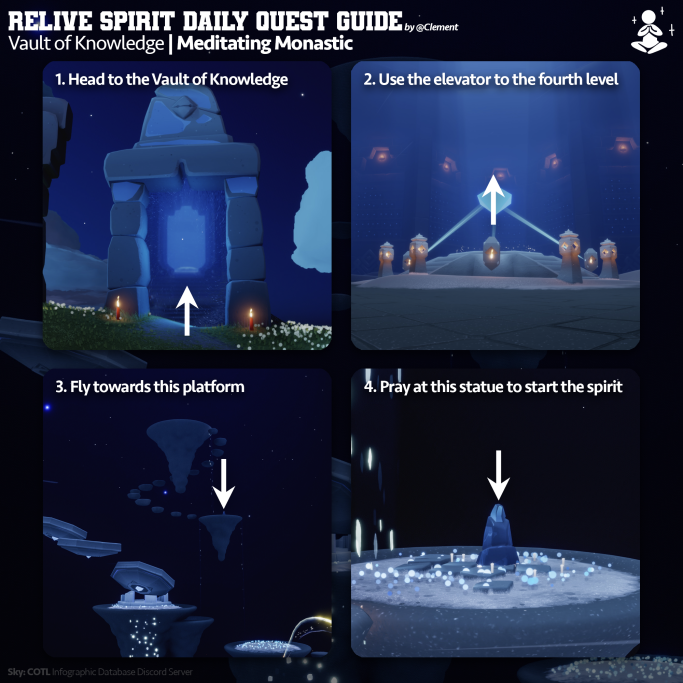 RELIVE SPIRIT DAILY QUEST GUIDE by @Clement
Vault of Knowledge | Meditating Monastic
1. Head to the Vault of Knowledge
2. Use the elevator to the fourth level
3. Fly towards this platform
4. Pray at this statue to start the spirit
Sky: COTL Infographic Database Discord Server